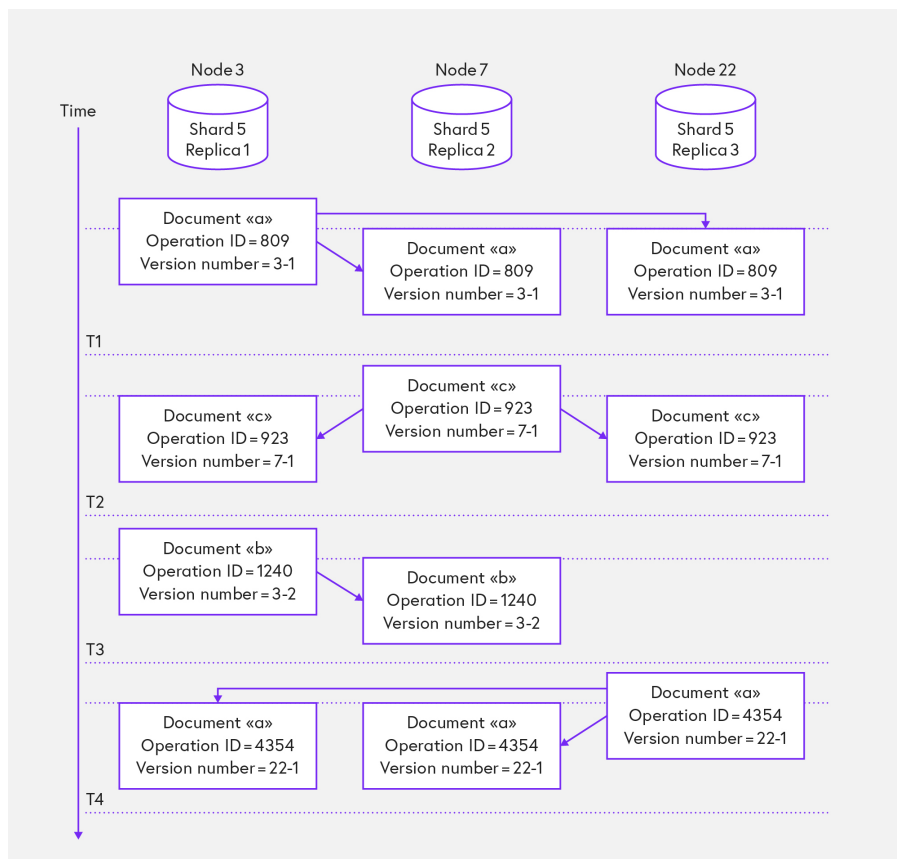 Node 3
Node 7
Node 22
Time
Shard 5
Replica 1
Shard 5
Replica 2
Shard 5
Replica 3
Document «a»
Operation ID = 809
Version number = 3-1
Document «a»
Operation ID = 809
Version number = 3-1
Document «a»
Operation ID = 809
Version number = 3-1
T1
Document «c»
Operation ID = 923
Version number = 7-1
Document «c»
Operation ID = 923
Version number = 7-1
Document «c»
Operation ID = 923
Version number = 7-1
T2
Document «b»
Operation ID = 1240
Version number = 3-2
Document «b»
Operation ID = 1240
Version number = 3-2
T3
Document «a»
Operation ID = 4354
Version number = 22-1
Document «a»
Operation ID = 4354
Version number = 22-1
Document «a»
Operation ID = 4354
Version number = 22-1
T4